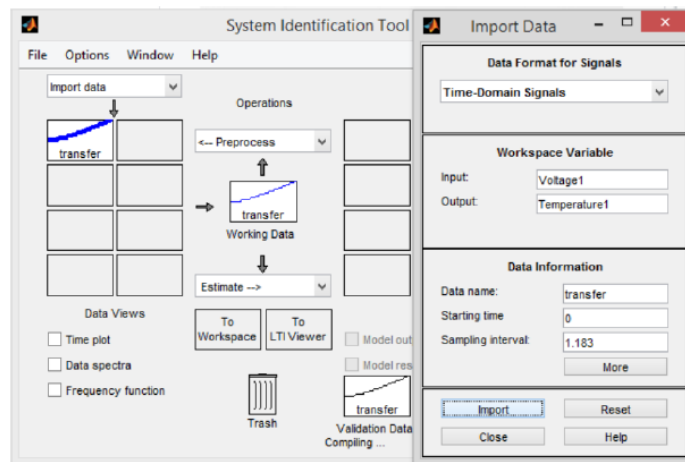 System Identification Tool
File Options Window Help
Import data
Operations
transfer
<-- Preprocess
transfer
Working Data
Estimate -->
Data Views
Time plot
Data spectra
Frequency function
To Workspace
To LTI Viewer
Trash
Model out
Model res
transfer
Validation Data
Compiling ...
Import Data
Data Format for Signals
Time-Domain Signals
Workspace Variable
Input: Voltage1
Output: Temperature1
Data Information
Data name: transfer
Starting time 0
Sampling interval: 1.183
More
Import Reset
Close Help